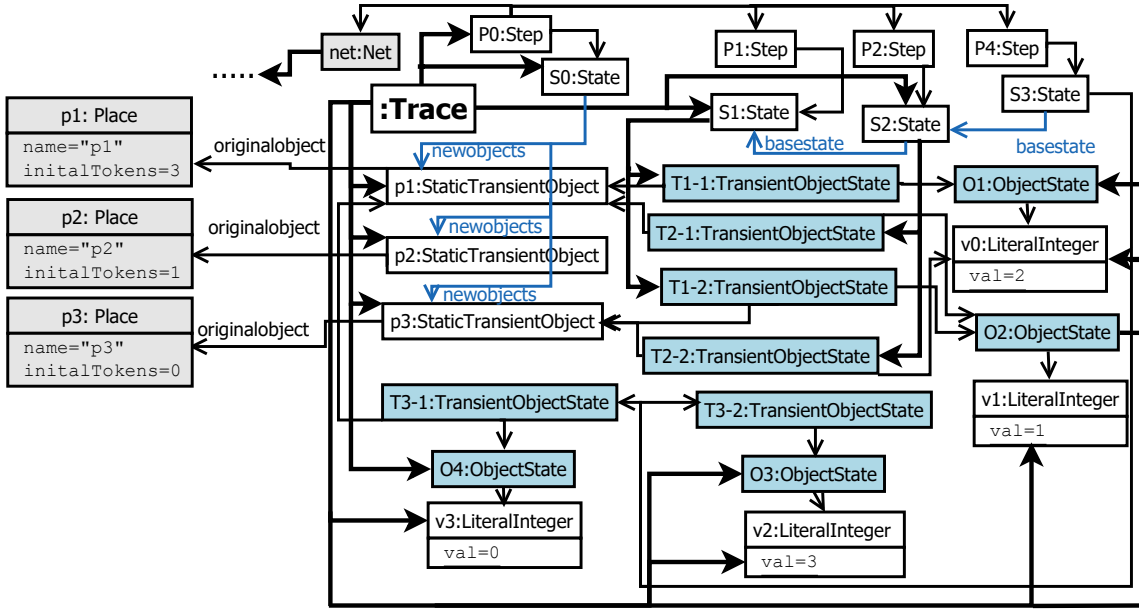 P0:Step
P1:Step
P2:Step
P4:Step
net:Net
S0:State
S3:State
.....
:Trace
S1:State
S2:State
p1: Place
name="p1"
initalTokens=3
originalobject
newobjects
basestate
basestate
p1:StaticTransientObject
T1-1:TransientObjectState
O1:ObjectState
p2: Place
name="p2"
initalTokens=1
originalobject
newobjects
T2-1:TransientObjectState
v0:LiteralInteger
val=2
p2:StaticTransientObject
T1-2:TransientObjectState
newobjects
p3: Place
name="p3"
initalTokens=0
originalobject
p3:StaticTransientObject
O2:ObjectState
T2-2:TransientObjectState
T3-1:TransientObjectState
T3-2:TransientObjectState
v1:LiteralInteger
val=1
O4:ObjectState
O3:ObjectState
v3:LiteralInteger
val=0
v2:LiteralInteger
val=3